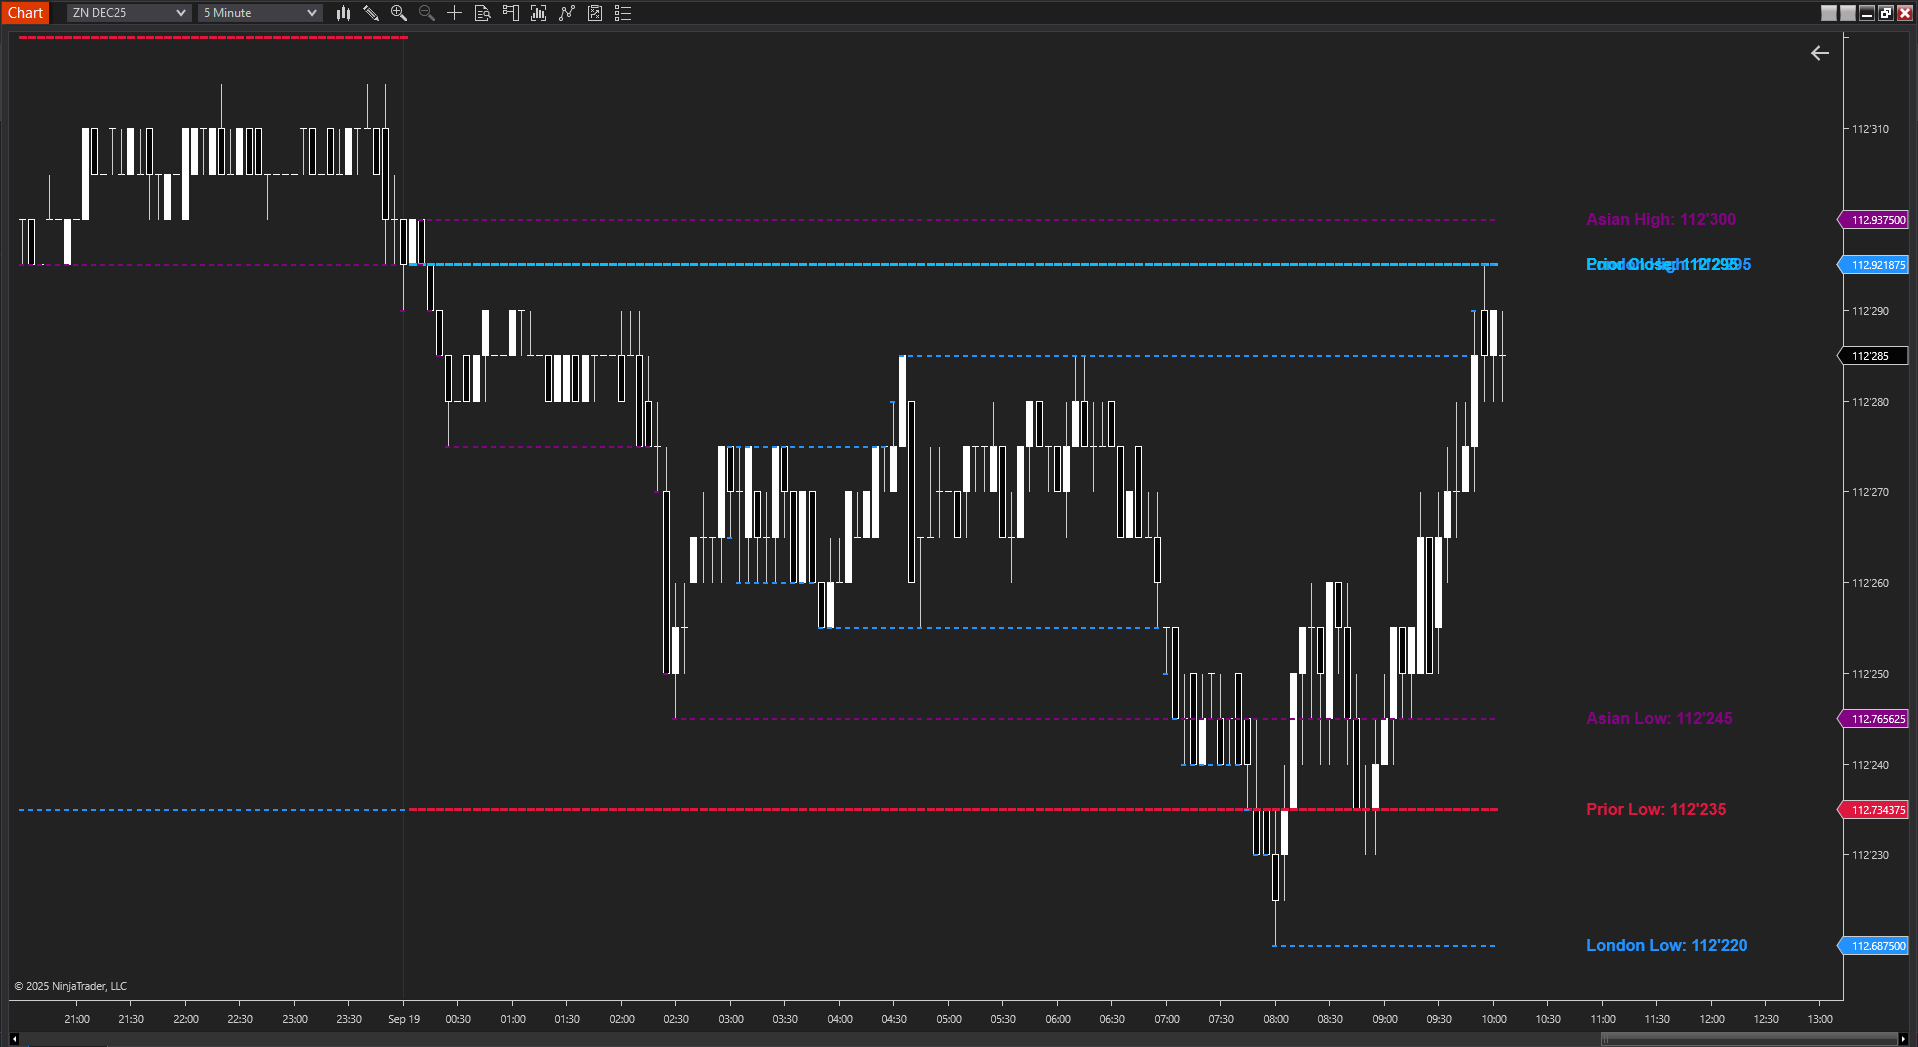 Chart ZN DEC25 5 Minute
112'310
Asian High: 112'300 112.937500
Prior Close: 112'295 112.921875
112'290
112'285
112'280
112'270
112'260
112'250
Asian Low: 112'245 112.765625
112'240
Prior Low: 112'235 112.734375
112'230
London Low: 112'220 112.687500
© 2025 NinjaTrader, LLC
21:00 21:30 22:00 22:30 23:00 23:30 Sep 19 00:30 01:00 01:30 02:00 02:30 03:00 03:30 04:00 04:30 05:00 05:30 06:00 06:30 07:00 07:30 08:00 08:30 09:00 09:30 10:00 10:30 11:00 11:30 12:00 12:30 13:00